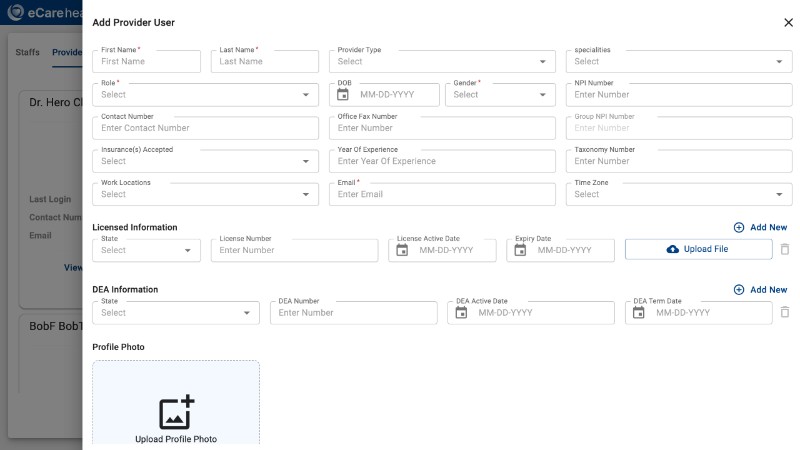 eCarehea
Add Provider User
Staffs
Provide
First Name *
First Name
Last Name *
Last Name
Provider Type
Select
specialities
Select
Role *
Select
DOB
MM-DD-YYYY
Gender *
Select
NPI Number
Enter Number
Dr. Hero Cl
Contact Number
Enter Contact Number
Office Fax Number
Enter Number
Group NPI Number
Enter Number
Insurance(s) Accepted
Select
Year Of Experience
Enter Year Of Experience
Taxonomy Number
Enter Number
Work Locations
Select
Email *
Enter Email
Time Zone
Select
Last Login
Contact Num
Email
View
Licensed Information
Add New
State
Select
License Number
Enter Number
License Active Date
MM-DD-YYYY
Expiry Date
MM-DD-YYYY
Upload File
DEA Information
Add New
State
Select
DEA Number
Enter Number
DEA Active Date
MM-DD-YYYY
DEA Term Date
MM-DD-YYYY
BobF BobT
Profile Photo
Upload Profile Photo